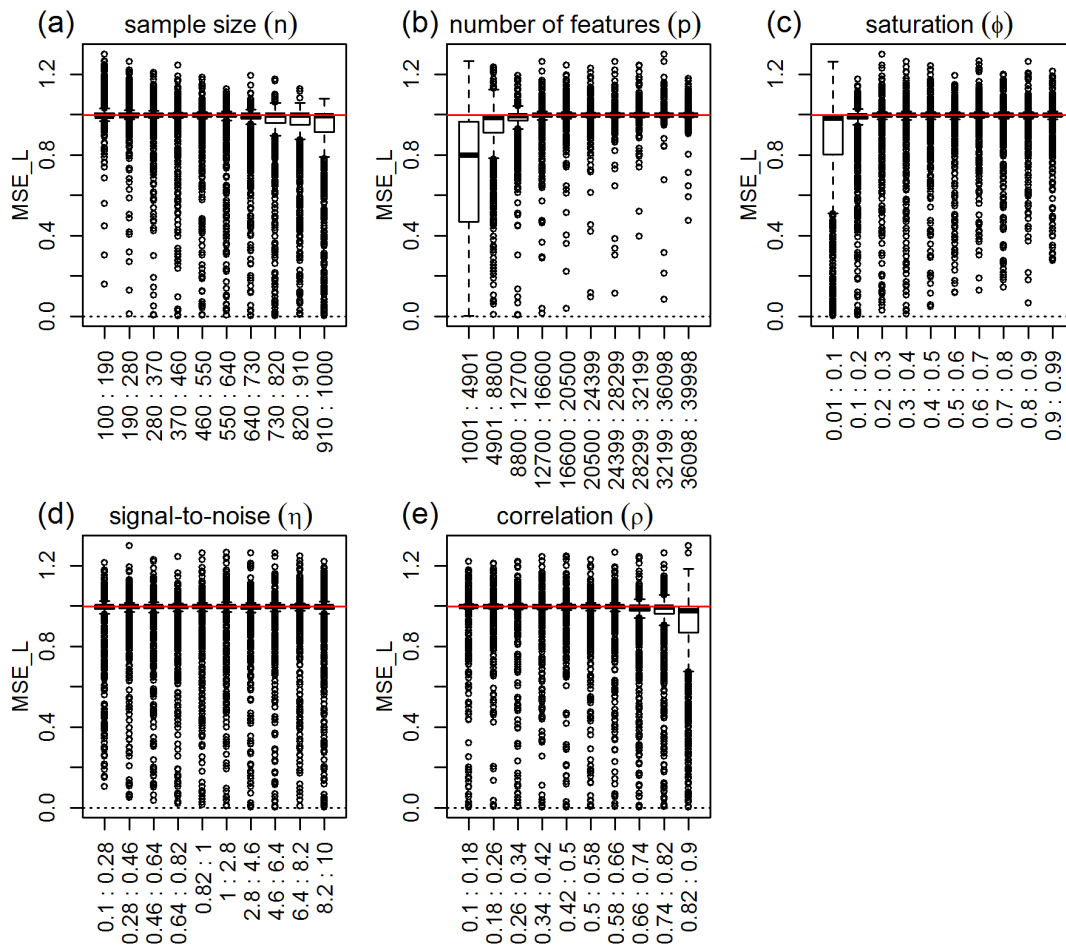 (a) sample size (n)
MSE_L
0.0 0.4 0.8 1.2
100 : 190
190 : 280
280 : 370
370 : 460
460 : 550
550 : 640
640 : 730
730 : 820
820 : 910
910 : 1000
(b) number of features (p)
MSE_L
0.0 0.4 0.8 1.2
1001 : 4901
4901 : 8800
8800 : 12700
12700 : 16600
16600 : 20500
20500 : 24399
24399 : 28299
28299 : 32199
32199 : 36098
36098 : 39998
(c) saturation (ϕ)
MSE_L
0.0 0.4 0.8 1.2
0.01 : 0.1
0.1 : 0.2
0.2 : 0.3
0.3 : 0.4
0.4 : 0.5
0.5 : 0.6
0.6 : 0.7
0.7 : 0.8
0.8 : 0.9
0.9 : 0.99
(d) signal-to-noise (η)
MSE_L
0.0 0.4 0.8 1.2
0.1 : 0.28
0.28 : 0.46
0.46 : 0.64
0.64 : 0.82
0.82 : 1
1 : 2.8
2.8 : 4.6
4.6 : 6.4
6.4 : 8.2
8.2 : 10
(e) correlation (ρ)
MSE_L
0.0 0.4 0.8 1.2
0.1 : 0.18
0.18 : 0.26
0.26 : 0.34
0.34 : 0.42
0.42 : 0.5
0.5 : 0.58
0.58 : 0.66
0.66 : 0.74
0.74 : 0.82
0.82 : 0.9